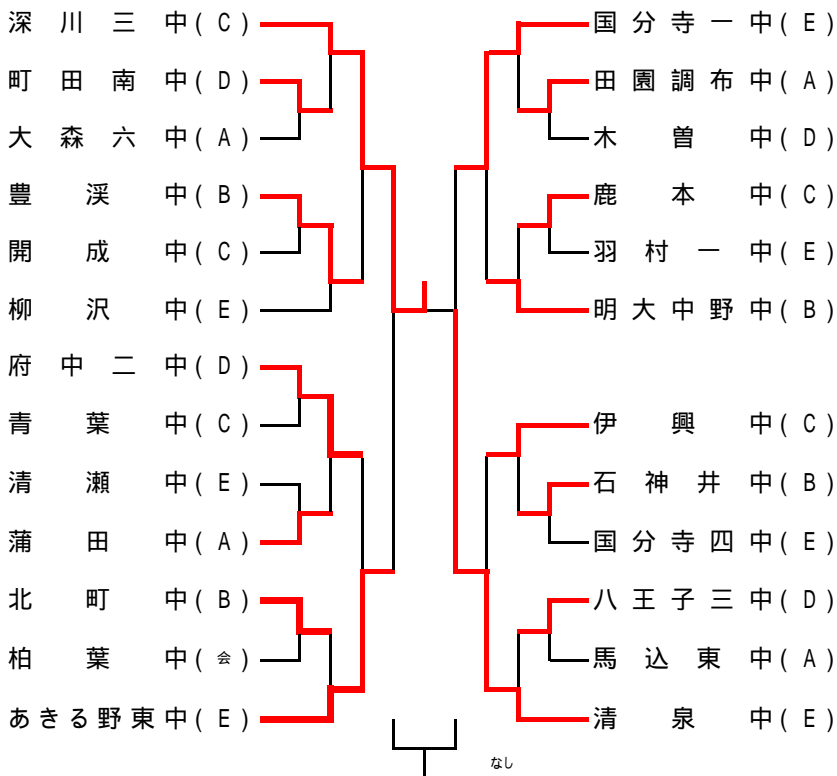 深川三中(C)
町田南中(D)
大森六中(A)
豊渓中(B)
開成中(C)
柳沢中(E)
府中二中(D)
青葉中(C)
清瀬中(E)
蒲田中(A)
北町中(B)
柏葉中(会)
あきる野東中(E)
国分寺一中(E)
田園調布中(A)
木曽中(D)
鹿本中(C)
羽村一中(E)
明大中野中(B)
伊興中(C)
石神井中(B)
国分寺四中(E)
八王子三中(D)
馬込東中(A)
清泉中(E)
なし